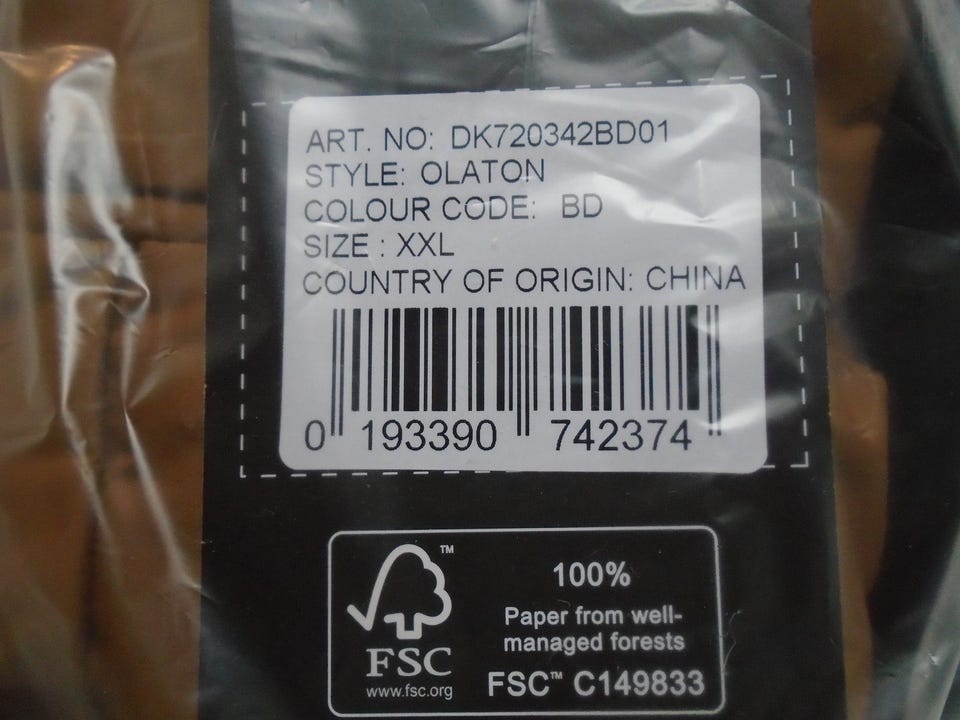 ART. NO: DK720342BD01
STYLE: OLATON
COLOUR CODE: BD
SIZE : XXL
COUNTRY OF ORIGIN: CHINA
0 193390 742374
™
100%
Paper from well-
managed forests
FSC
www.fsc.org
FSC™ C149833